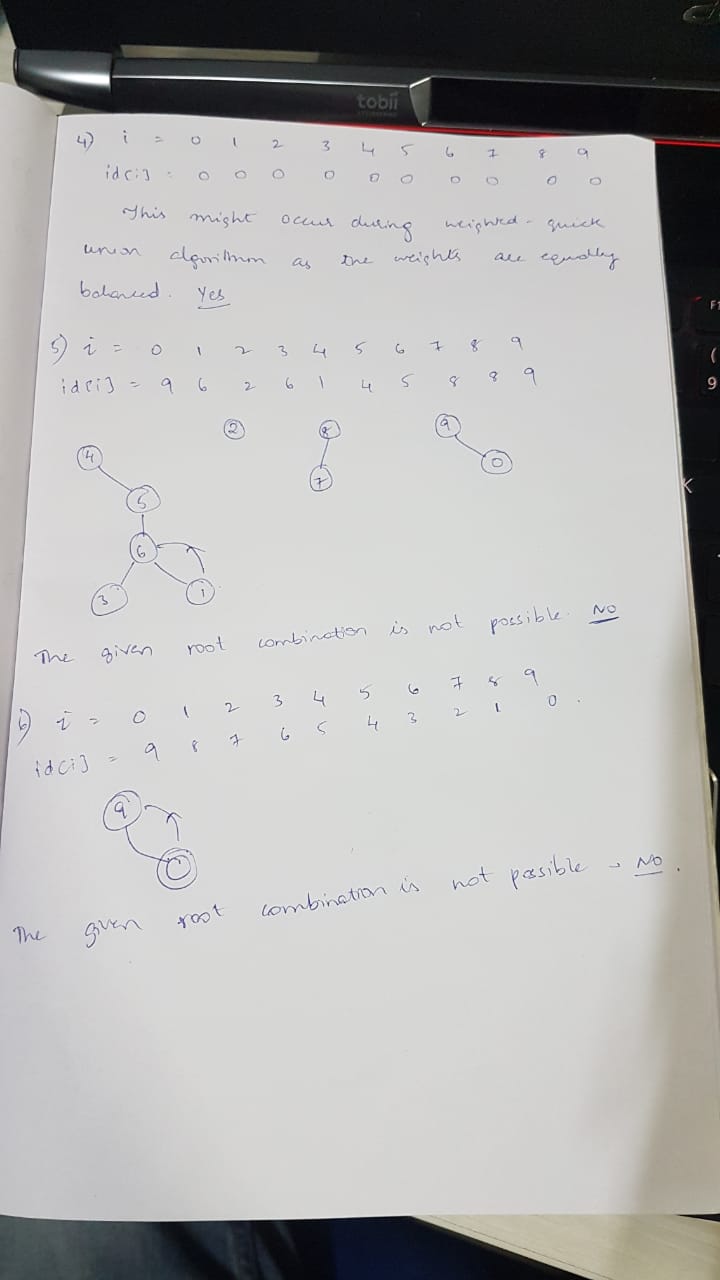 tobii
4) i = 0 1 2 3 4 5 6 7 8 9
id[i] = 0 0 0 0 0 0 0 0 0 0
This might occur during weighted - quick
union algorithm as the weights are equally
balanced. Yes
5) i = 0 1 2 3 4 5 6 7 8 9
id[i] = 9 6 2 6 1 4 5 8 8 9
2 8 9
4 7 0
5
6
3 1
The given root combination is not possible. NO
6) i = 0 1 2 3 4 5 6 7 8 9
id[i] = 9 8 7 6 5 4 3 2 1 0 .
9
0
The given root combination is not possible → NO.